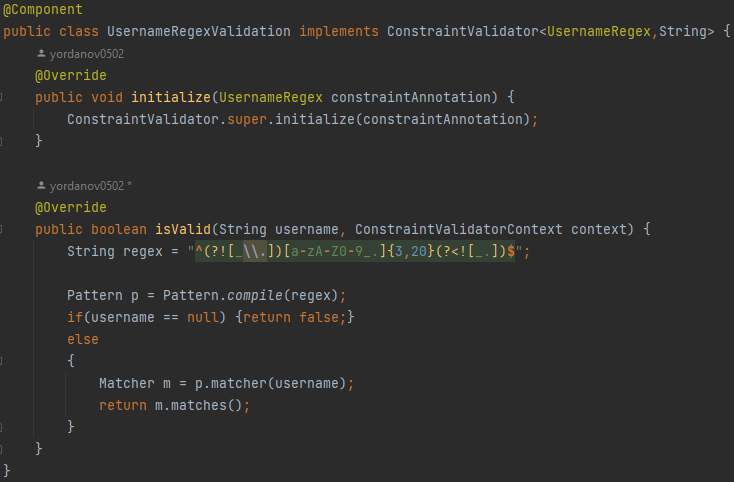 @Component
public class UsernameRegexValidation implements ConstraintValidator<UsernameRegex,String> {
yordanov0502
@Override
public void initialize(UsernameRegex constraintAnnotation) {
ConstraintValidator.super.initialize(constraintAnnotation);
}
yordanov0502 *
@Override
public boolean isValid(String username, ConstraintValidatorContext context) {
String regex = "^(?![_\\.])[a-zA-Z0-9_.]{3,20}(?<![_.])$";
Pattern p = Pattern.compile(regex);
if(username == null) {return false;}
else
{
Matcher m = p.matcher(username);
return m.matches();
}
}
}